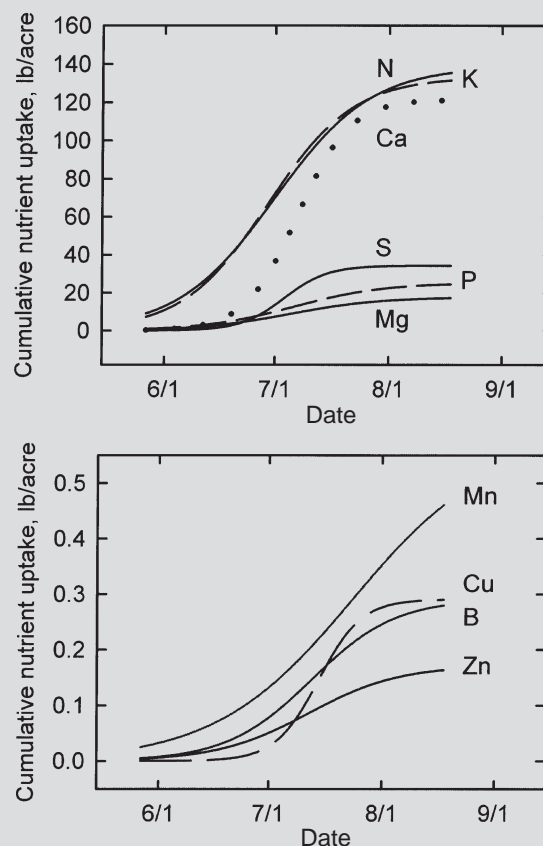 Cumulative nutrient uptake, lb/acre
160
140
120
100
80
60
40
20
0
N
K
Ca
S
P
Mg
6/1 7/1 8/1 9/1
Date
Cumulative nutrient uptake, lb/acre
0.5
0.4
0.3
0.2
0.1
0.0
Mn
Cu
B
Zn
6/1 7/1 8/1 9/1
Date